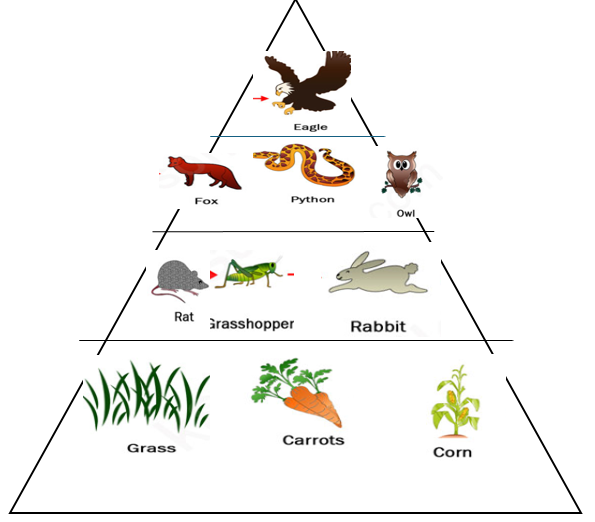 Eagle
Fox
Python
Owl
Rat
Grasshopper
Rabbit
Grass
Carrots
Corn